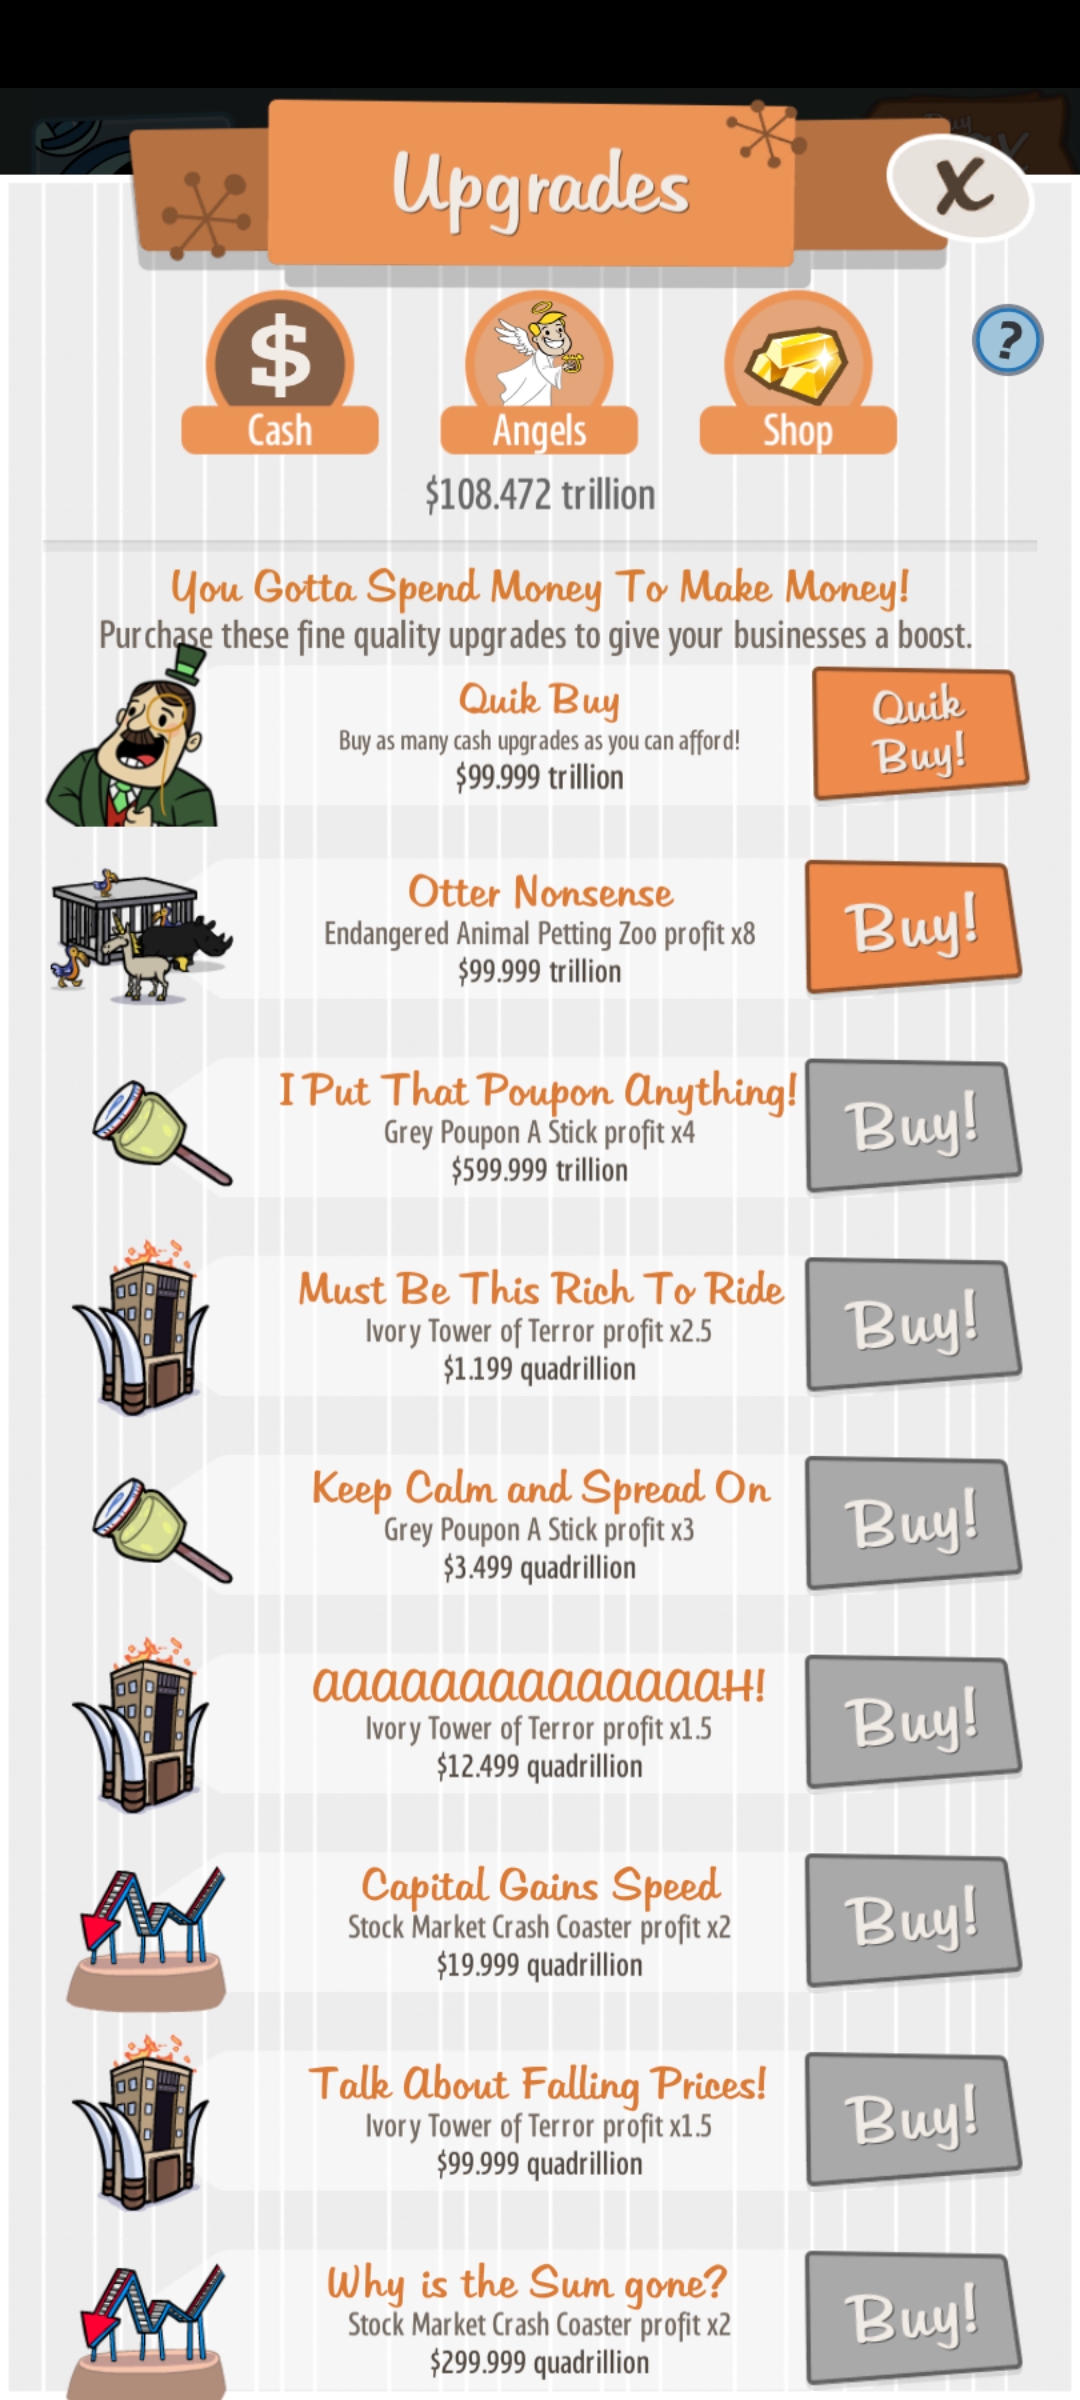 Upgrades
X
$
?
Cash
Angels
Shop
$108.472 trillion
You Gotta Spend Money To Make Money!
Purchase these fine quality upgrades to give your businesses a boost.
Quik Buy
Buy as many cash upgrades as you can afford!
$99.999 trillion
Quik
Buy!
Otter Nonsense
Endangered Animal Petting Zoo profit x8
$99.999 trillion
Buy!
I Put That Poupon Anything!
Grey Poupon A Stick profit x4
$599.999 trillion
Buy!
Must Be This Rich To Ride
Ivory Tower of Terror profit x2.5
$1.199 quadrillion
Buy!
Keep Calm and Spread On
Grey Poupon A Stick profit x3
$3.499 quadrillion
Buy!
AAAAAAAAAAAAAAH!
Ivory Tower of Terror profit x1.5
$12.499 quadrillion
Buy!
Capital Gains Speed
Stock Market Crash Coaster profit x2
$19.999 quadrillion
Buy!
Talk About Falling Prices!
Ivory Tower of Terror profit x1.5
$99.999 quadrillion
Buy!
Why is the Sum gone?
Stock Market Crash Coaster profit x2
$299.999 quadrillion
Buy!